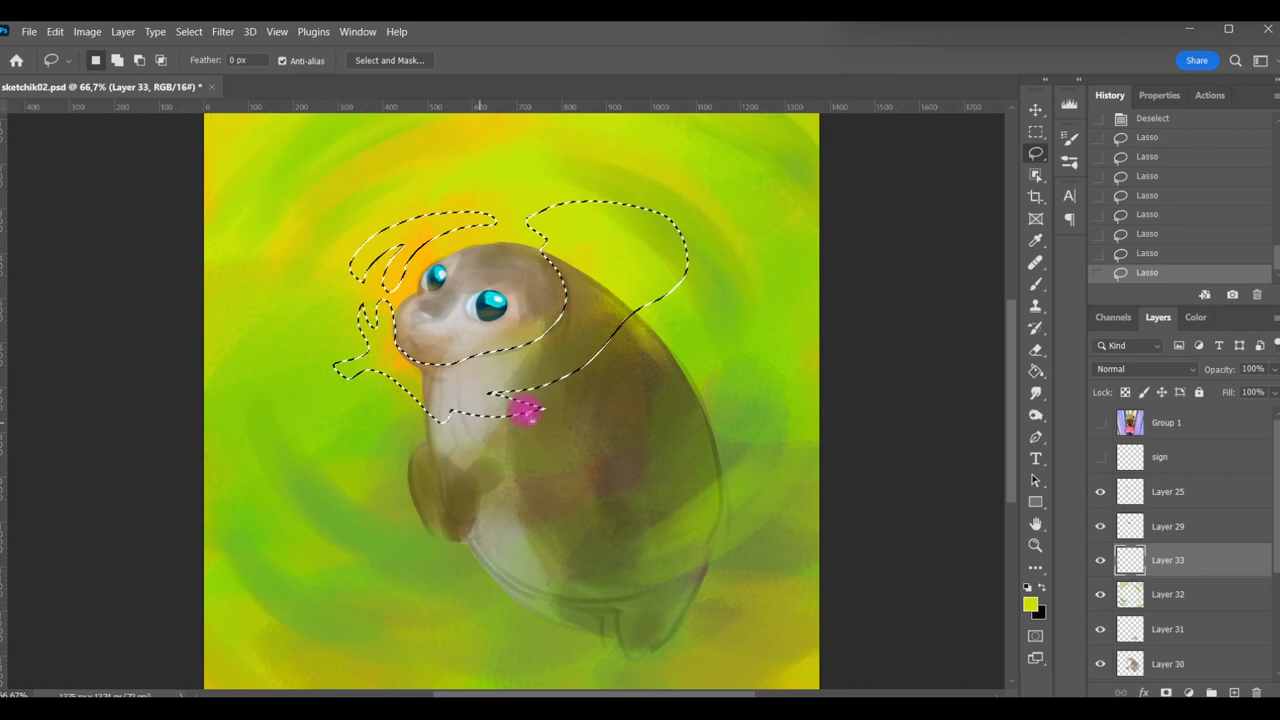 Ps File Edit Image Layer Type Select Filter 3D View Plugins Window Help
Feather: 0 px Anti-alias Select and Mask... Share
sketchik02.psd @ 66,7% (Layer 33, RGB/16#) * ×
400 300 200 100 0 100 200 300 400 500 600 700 800 900 1000 1100 1200 1300 1400 1500 1600 1700
History Properties Actions
Deselect
Lasso
Lasso
Lasso
Lasso
Lasso
Lasso
Lasso
Lasso
Channels Layers Color
Kind
Normal Opacity: 100%
Lock: Fill: 100%
Group 1
sign
Layer 25
Layer 29
Layer 33
Layer 32
Layer 31
Layer 30
fx